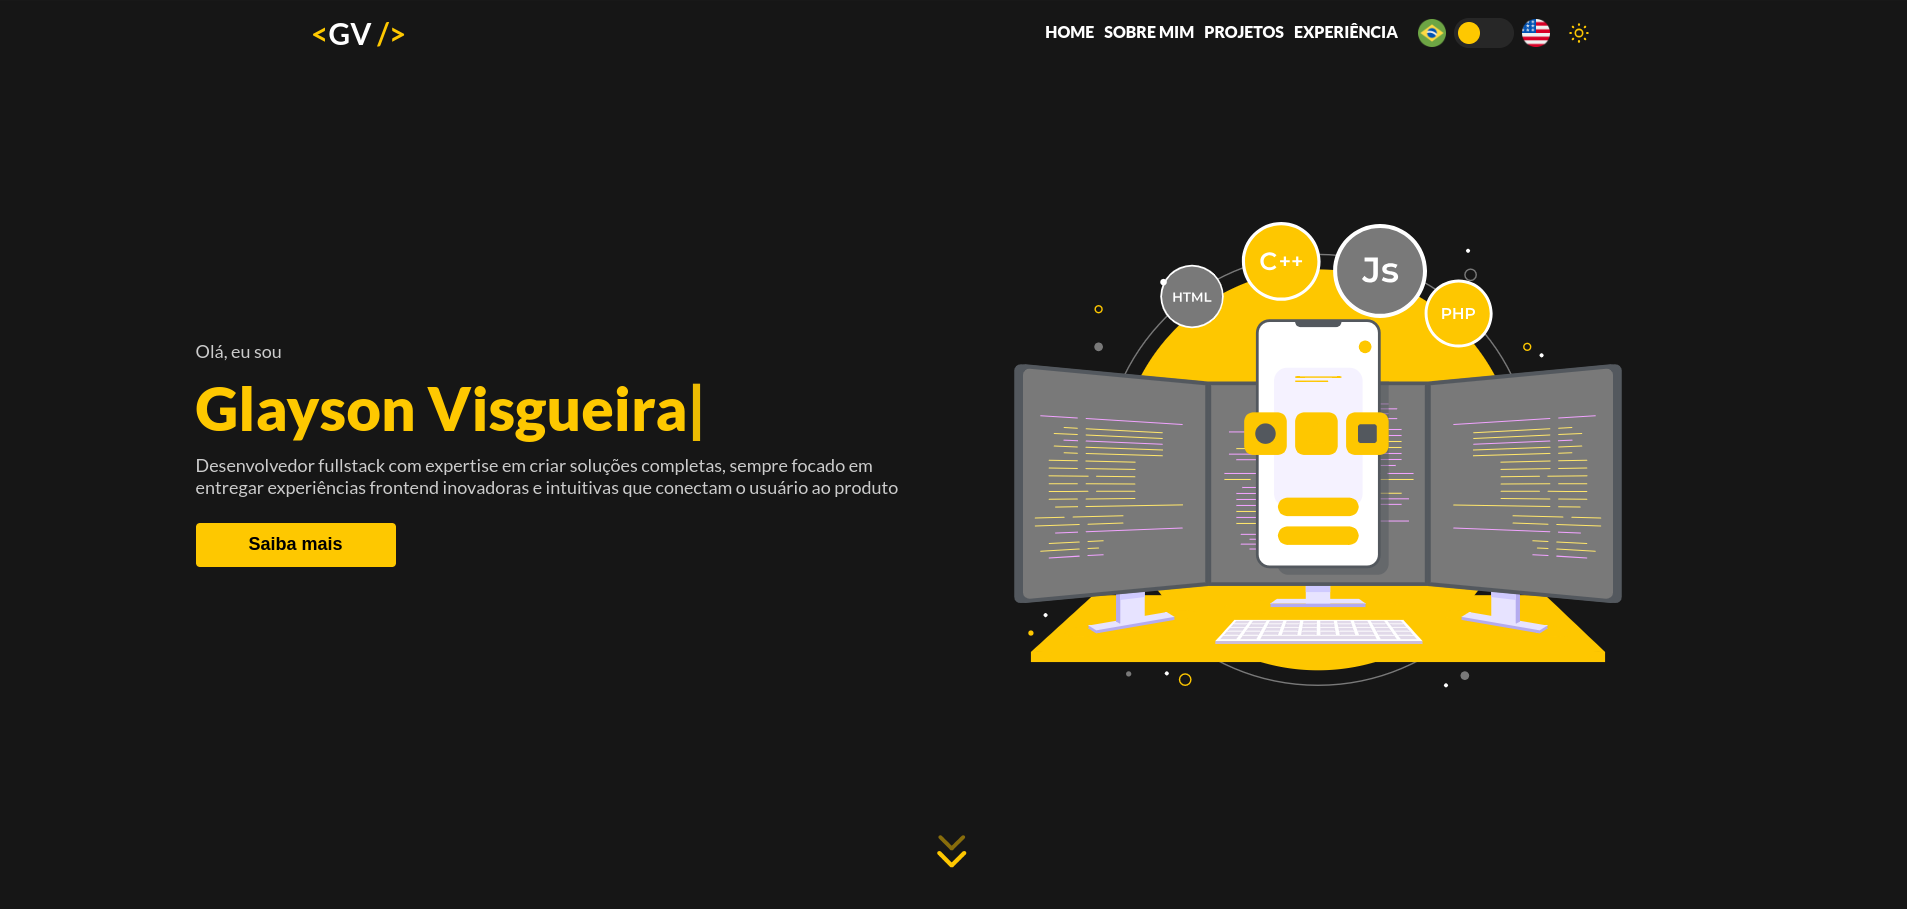 <GV />
HOME SOBRE MIM PROJETOS EXPERIÊNCIA
C++
Js
HTML
PHP
Olá, eu sou
Glayson Visgueira|
Desenvolvedor fullstack com expertise em criar soluções completas, sempre focado em
entregar experiências frontend inovadoras e intuitivas que conectam o usuário ao produto
Saiba mais